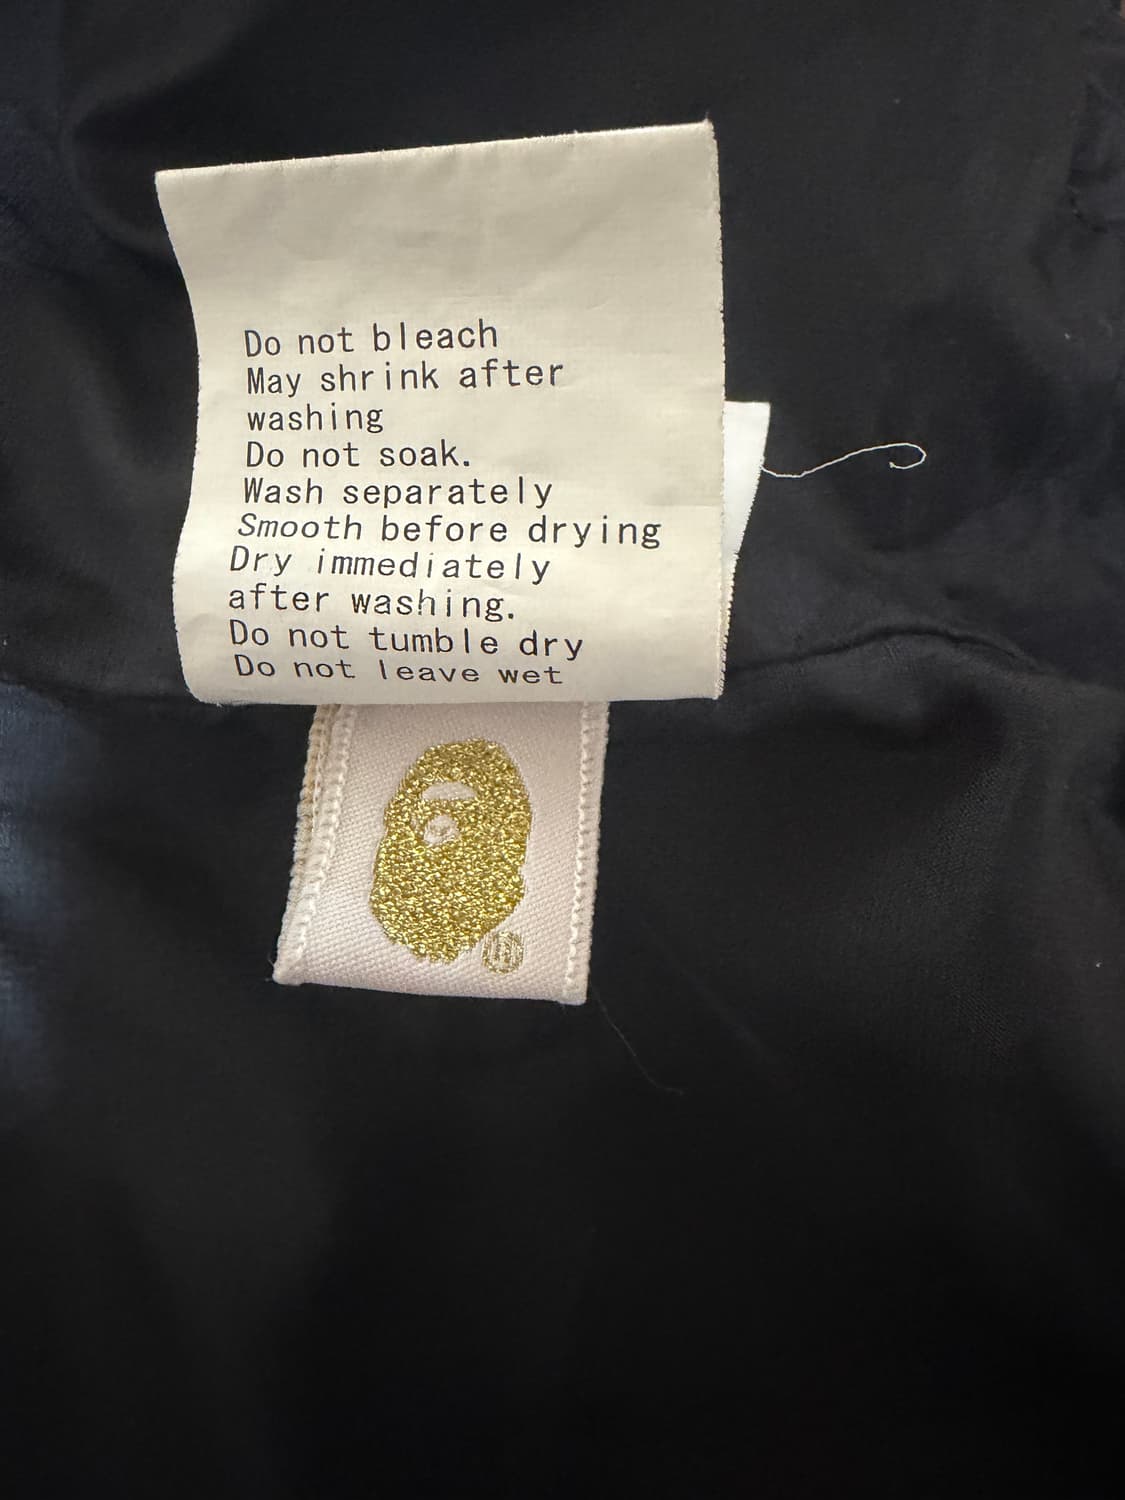 Do not bleach
May shrink after
washing
Do not soak.
Wash separately
Smooth before drying
Dry immediately
after washing.
Do not tumble dry
Do not leave wet